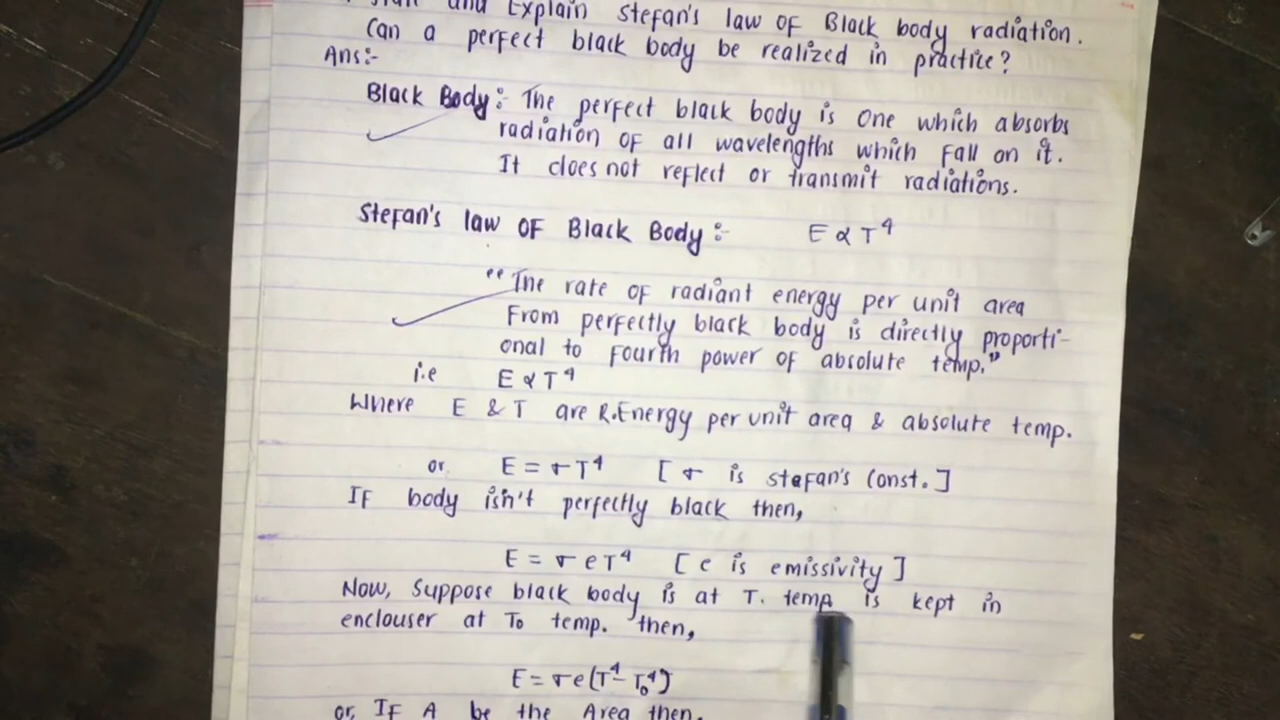 and Explain Stefan's law OF Black body radiation.
Can a perfect black body be realized in practice?
Ans:-
Black Body:- The perfect black body is one which absorbs
radiation OF all wavelengths which Fall on it.
It does not reflect or transmit radiations.
Stefan's law OF Black Body :- E ∝ T⁴
"The rate OF radiant energy per unit area
From perfectly black body is directly proporti-
onal to Fourth power of absolute temp."
i.e E ∝ T⁴
Where E & T are R.Energy per unit area & absolute temp.
or E = σT⁴ [σ is stefan's Const.]
IF body isn't perfectly black then,
E = σeT⁴ [e is emissivity]
Now, Suppose black body is at T. temp is kept in
enclouser at T₀ temp. then,
E = σe(T⁴ - T₀⁴)
or, IF A be the Area then.